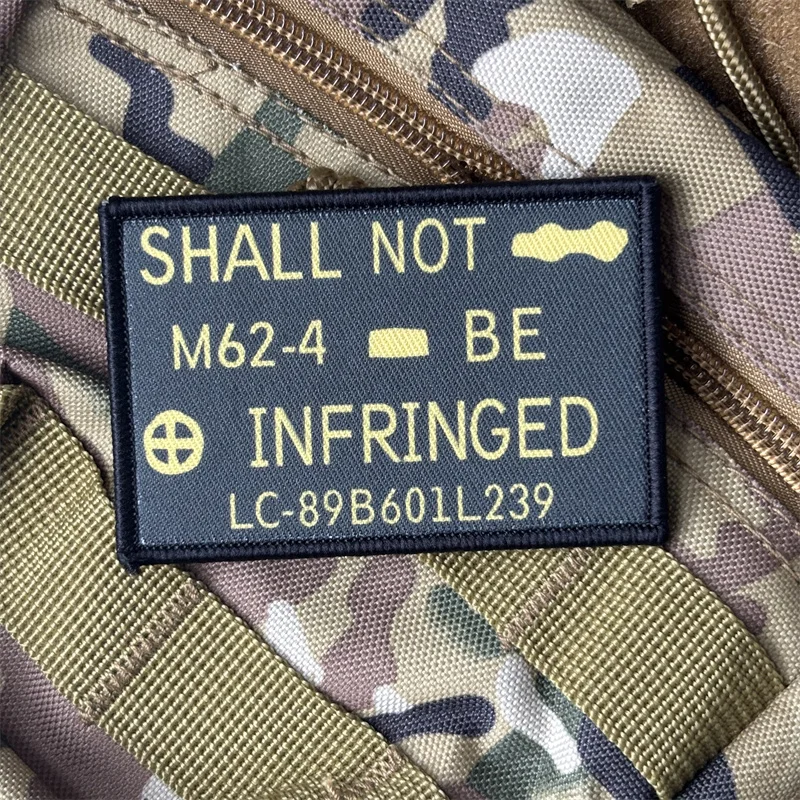 SHALL NOT
M62-4 BE
INFRINGED
LC-89B601L239